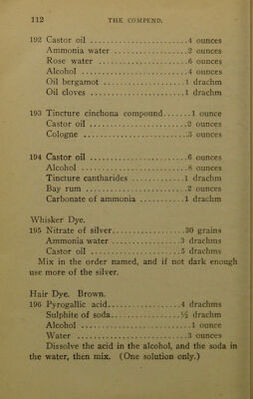 112 THE COMPEND.
192 Castor oil ........................4 ounces
Ammonia water ..................2 ounces
Rose water ......................6 ounces
Alcohol .........................4 ounces
Oil bergamot ....................1 drachm
Oil cloves ......................1 drachm
193 Tincture cinchona compound.......1 ounce
Castor oil ......................2 ounces
Cologne .........................3 ounces
194 Castor oil ........................6 ounces
Alcohol .........................8 ounces
Tincture cantharides ............1 drachm
Bay rum .........................2 ounces
Carbonate of ammonia ...........1 drachm
Whisker Dye.
195 Nitrate of silver.................30 grains
Ammonia water .................3 drachms
Castor oil ......................5 drachms
Mix in the order named, and if not dark enough
use more of the silver.
Hair Dye. Brown.
196 Pyrogallic acid..................4 drachms
Sulphite of soda.................½ drachm
Alcohol .........................1 ounce
Water ..........................3 ounces
Dissolve the acid in the alcohol, and the soda in
the water, then mix. (One solution only.)